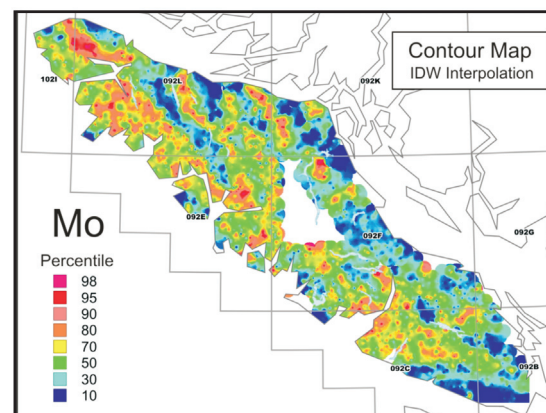 Contour Map
IDW Interpolation
102I
092L
092K
092E
092F
092G
092C
092B
Mo
Percentile
98
95
90
80
70
50
30
10